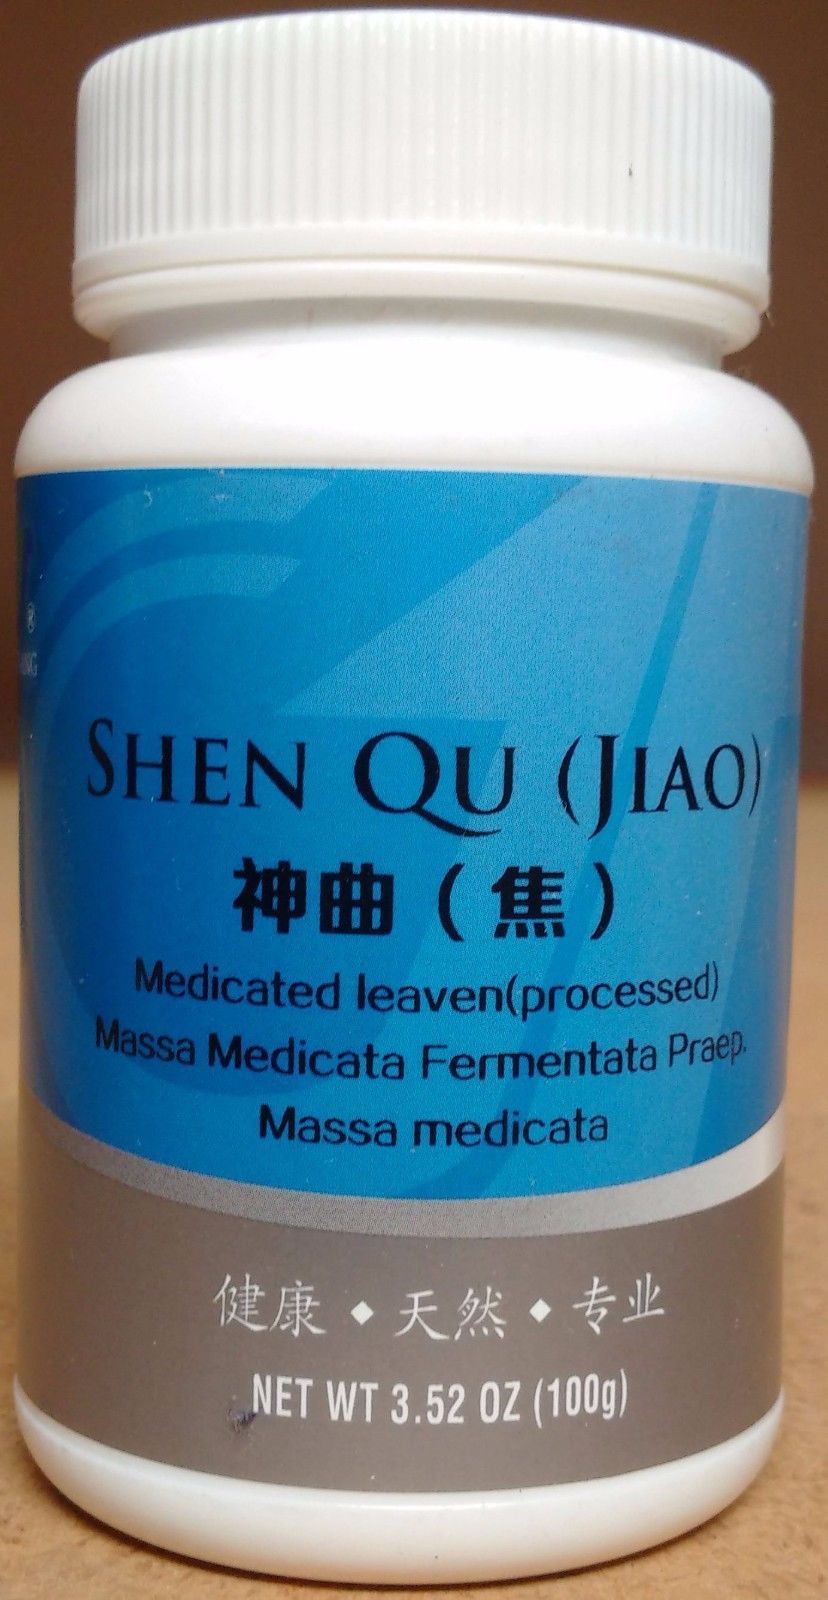 ®
SHEN QU (JIAO)
神曲（焦）
Medicated leaven(processed)
Massa Medicata Fermentata Praep.
Massa medicata
健康 ◆ 天然 ◆ 专业
NET WT 3.52 OZ (100g)